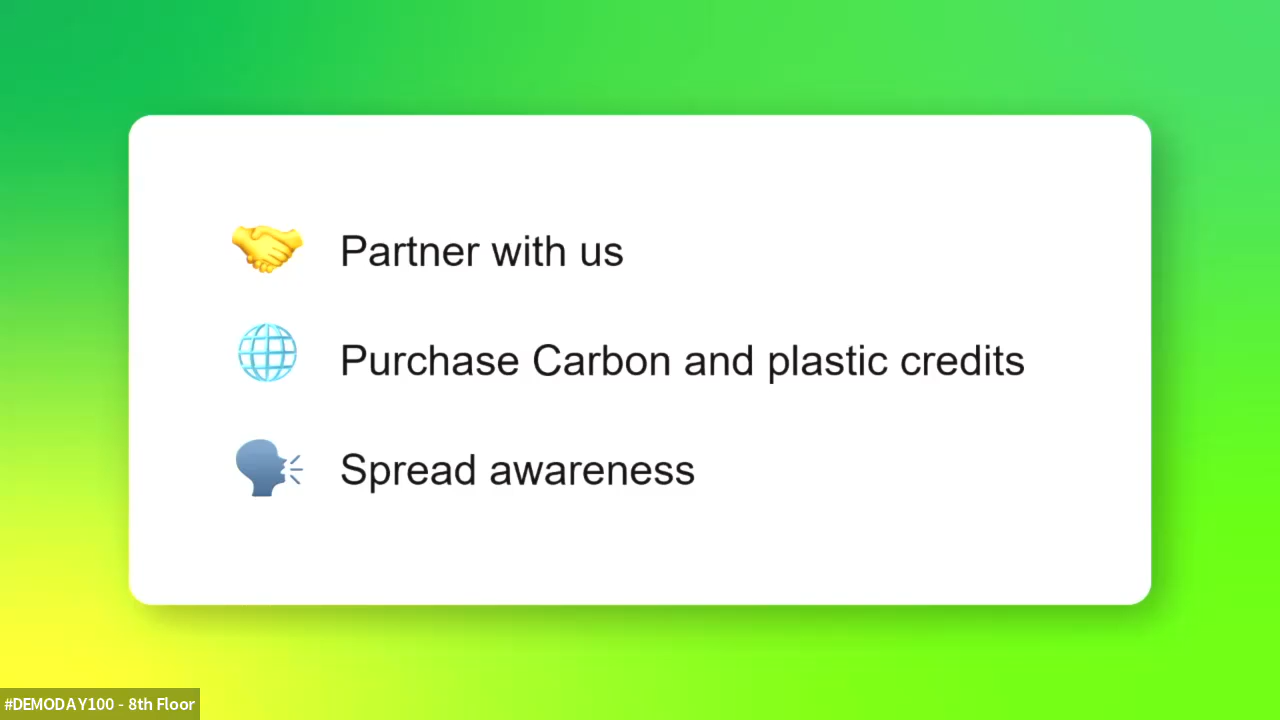 Partner with us
Purchase Carbon and plastic credits
Spread awareness
#DEMODAY100 - 8th Floor